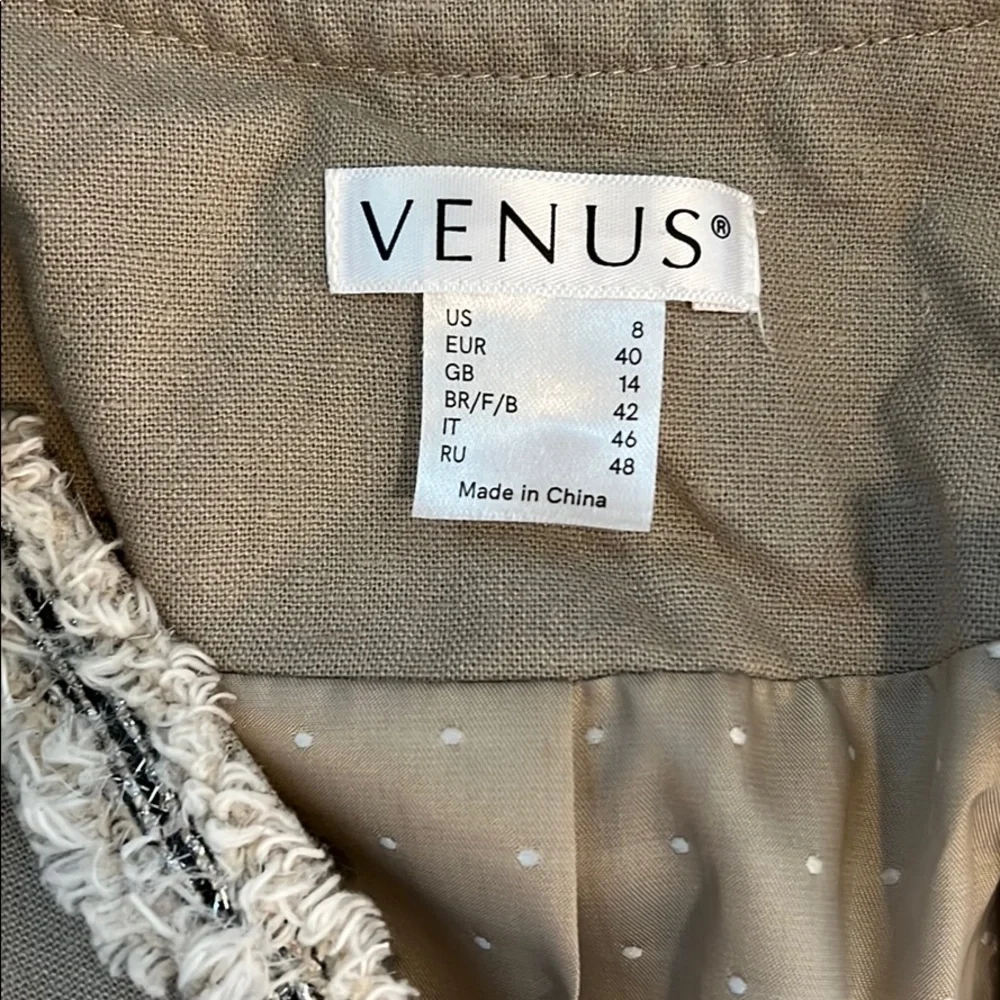 VENUS®
US 8
EUR 40
GB 14
BR/F/B 42
IT 46
RU 48
Made in China